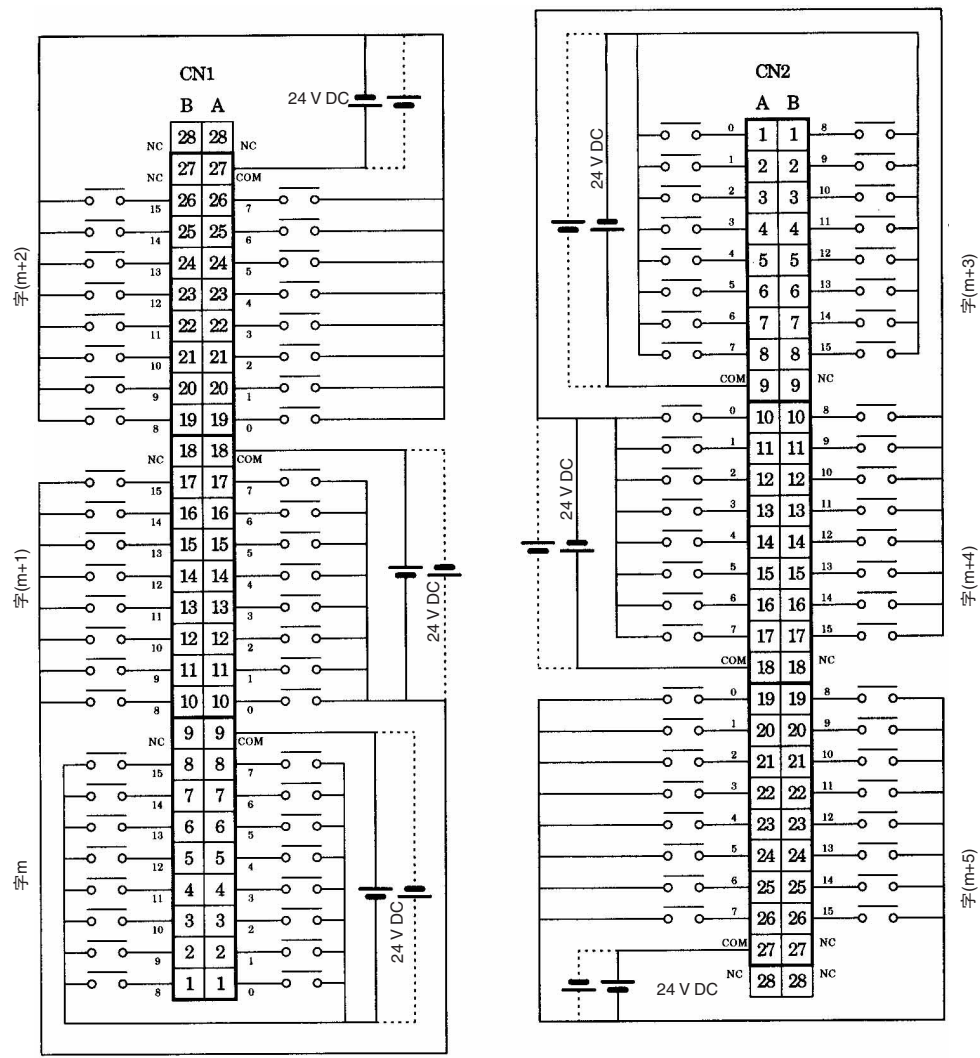 CN1
B A
24 V DC
NC 28 28 NC
NC 27 27 COM
15 26 26 7
14 25 25 6
13 24 24 5
12 23 23 4
11 22 22 3
10 21 21 2
9 20 20 1
8 19 19 0
字(m+2)
NC 18 18 COM
15 17 17 7
14 16 16 6
13 15 15 5
12 14 14 4
11 13 13 3
10 12 12 2
9 11 11 1
8 10 10 0
字(m+1)
24 V DC
NC 9 9 COM
15 8 8 7
14 7 7 6
13 6 6 5
12 5 5 4
11 4 4 3
10 3 3 2
9 2 2 1
8 1 1 0
字m
24 V DC
CN2
A B
0 1 1 8
1 2 2 9
2 3 3 10
3 4 4 11
4 5 5 12
5 6 6 13
6 7 7 14
7 8 8 15
COM 9 9 NC
24 V DC
字(m+3)
0 10 10 8
1 11 11 9
2 12 12 10
3 13 13 11
4 14 14 12
5 15 15 13
6 16 16 14
7 17 17 15
COM 18 18 NC
24 V DC
字(m+4)
0 19 19 8
1 20 20 9
2 21 21 10
3 22 22 11
4 23 23 12
5 24 24 13
6 25 25 14
7 26 26 15
COM 27 27 NC
NC 28 28 NC
24 V DC
字(m+5)